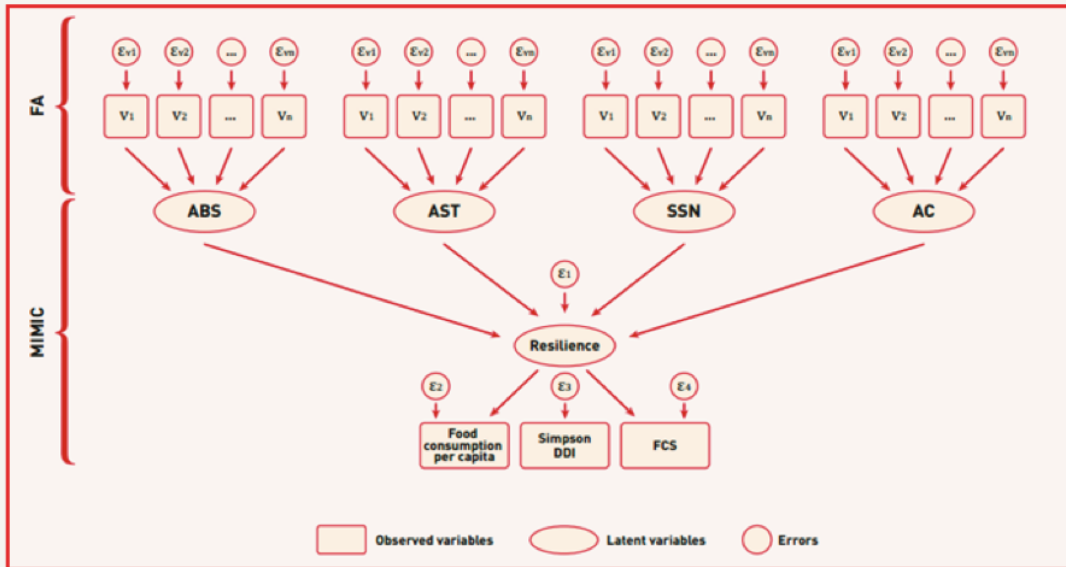 FA
εv1 εv2 ... εvn εv1 εv2 ... εvn εv1 εv2 ... εvn εv1 εv2 ... εvn
V1 V2 ... Vn V1 V2 ... Vn V1 V2 ... Vn V1 V2 ... Vn
ABS AST SSN AC
MIMIC
ε1
Resilience
ε2 ε3 ε4
Food
consumption
per capita
Simpson
DDI
FCS
Observed variables Latent variables Errors